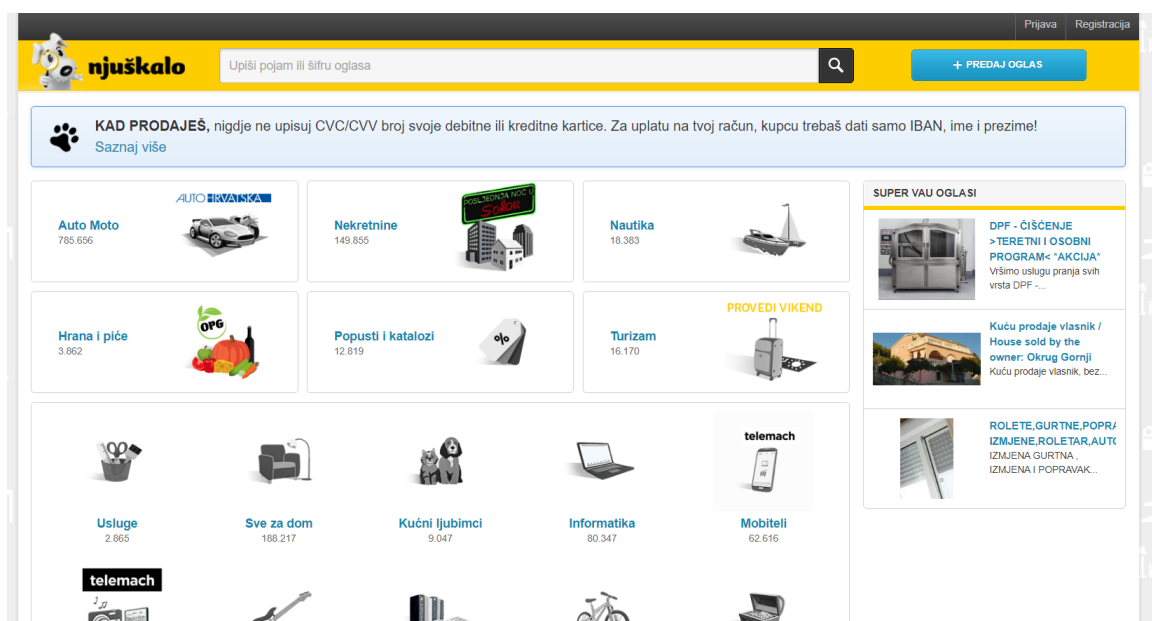 Prijava Registracija
njuškalo
Upiši pojam ili šifru oglasa
+ PREDAJ OGLAS
KAD PRODAJEŠ, nigdje ne upisuj CVC/CVV broj svoje debitne ili kreditne kartice. Za uplatu na tvoj račun, kupcu trebaš dati samo IBAN, ime i prezime!
Saznaj više
AUTO HRVATSKA
Auto Moto
785.656
POSLJEDNJA NOĆ U
Sokolu
Nekretnine
149.855
Nautika
18.383
OPG
Hrana i piće
3.862
Popusti i katalozi
12.819
%
PROVEDI VIKEND
Turizam
16.170
Usluge
2.865
Sve za dom
188.217
Kućni ljubimci
9.047
Informatika
80.347
telemach
Mobiteli
62.616
telemach
SUPER VAU OGLASI
DPF - ČIŠĆENJE
>TERETNI I OSOBNI
PROGRAM< *AKCIJA*
Vršimo uslugu pranja svih
vrsta DPF -...
Kuću prodaje vlasnik /
House sold by the
owner: Okrug Gornji
Kuću prodaje vlasnik, bez...
ROLETE,GURTNE,POPRA
IZMJENE,ROLETAR,AUTO
IZMJENA GURTNA ,
IZMJENA I POPRAVAK...